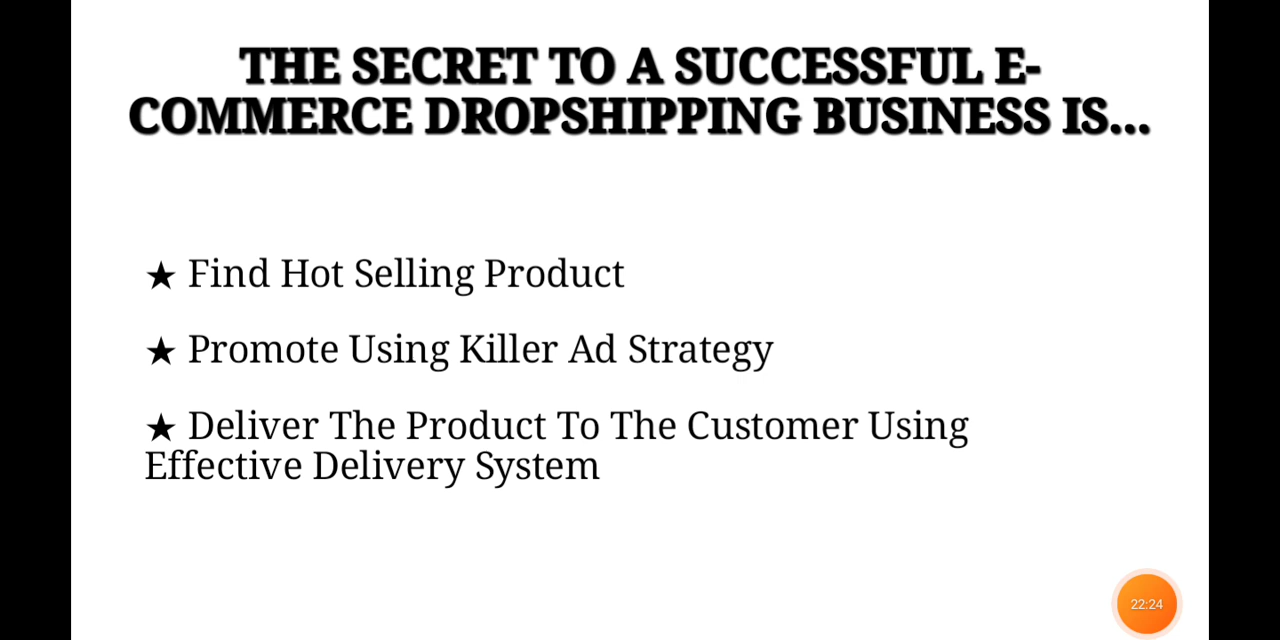 THE SECRET TO A SUCCESSFUL E-
COMMERCE DROPSHIPPING BUSINESS IS...
★ Find Hot Selling Product
★ Promote Using Killer Ad Strategy
★ Deliver The Product To The Customer Using
Effective Delivery System
22:24